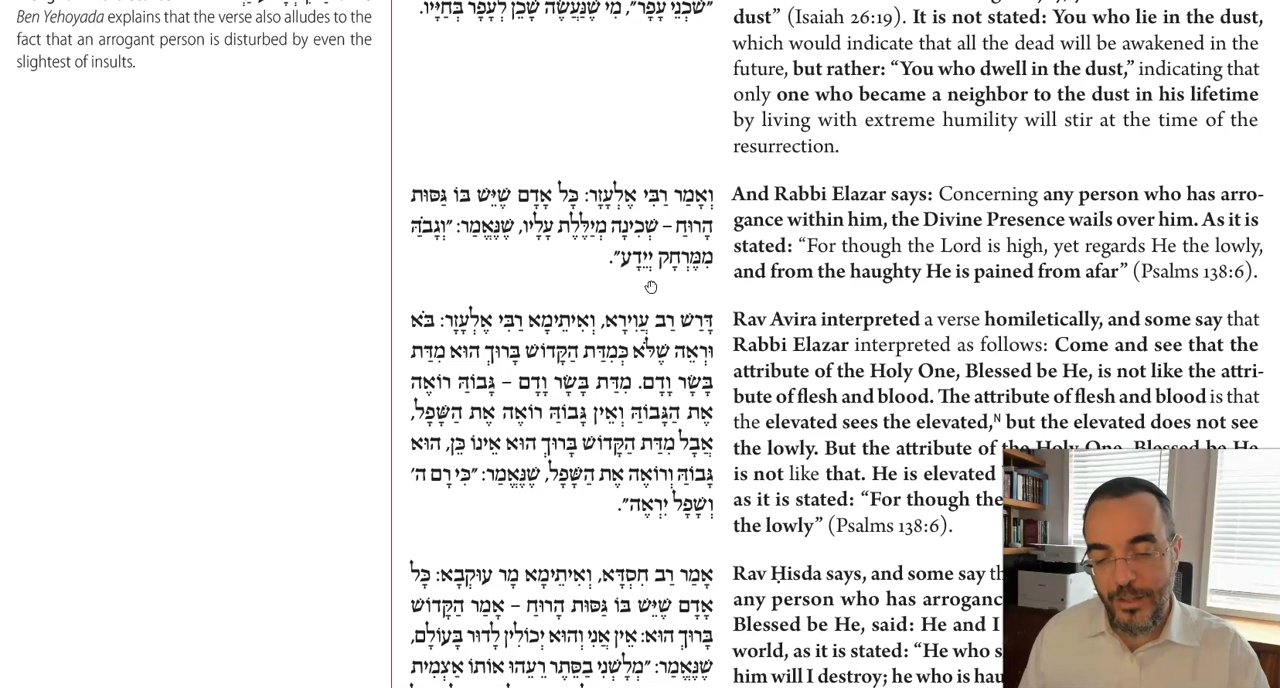 Ben Yehoyada explains that the verse also alludes to the
fact that an arrogant person is disturbed by even the
slightest of insults.
"שׁכְנֵי עָפָר", מִי שֶׁנַּעֲשָׂה שָׁכֵן לְעָפָר בְּחַיָּיו.
וְאָמַר רַבִּי אֶלְעָזָר: כׇּל אָדָם שֶׁיֵּשׁ בּוֹ גַּסּוּת
הָרוּחַ – שְׁכִינָה מְיַלֶּלֶת עָלָיו, שֶׁנֶּאֱמַר: "וְגָבֹהַּ
מִמֶּרְחָק יְיֵדָע".
דָּרַשׁ רַב עֲוִירָא, וְאִיתֵּימָא רַבִּי אֶלְעָזָר: בֹּא
וּרְאֵה שֶׁלֹּא כְּמִדַּת הַקָּדוֹשׁ בָּרוּךְ הוּא מִדַּת
בָּשָׂר וָדָם. מִדַּת בָּשָׂר וָדָם – גָּבוֹהַּ רוֹאֶה
אֶת הַגָּבוֹהַּ וְאֵין גָּבוֹהַּ רוֹאֶה אֶת הַשָּׁפָל,
אֲבָל מִדַּת הַקָּדוֹשׁ בָּרוּךְ הוּא אֵינוֹ כֵּן, הוּא
גָּבוֹהַּ וְרוֹאֶה אֶת הַשָּׁפָל, שֶׁנֶּאֱמַר: "כִּי רָם ה'
וְשָׁפָל יִרְאֶה".
אָמַר רַב חִסְדָּא, וְאִיתֵּימָא מָר עוּקְבָא: כׇּל
אָדָם שֶׁיֵּשׁ בּוֹ גַּסּוּת הָרוּחַ – אָמַר הַקָּדוֹשׁ
בָּרוּךְ הוּא: אֵין אֲנִי וְהוּא יְכוֹלִין לָדוּר בָּעוֹלָם,
שֶׁנֶּאֱמַר: "מְלׇשְׁנִי בַסֵּתֶר רֵעֵהוּ אוֹתוֹ אַצְמִית
dust" (Isaiah 26:19). It is not stated: You who lie in the dust,
which would indicate that all the dead will be awakened in the
future, but rather: "You who dwell in the dust," indicating that
only one who became a neighbor to the dust in his lifetime
by living with extreme humility will stir at the time of the
resurrection.
And Rabbi Elazar says: Concerning any person who has arro-
gance within him, the Divine Presence wails over him. As it is
stated: "For though the Lord is high, yet regards He the lowly,
and from the haughty He is pained from afar" (Psalms 138:6).
Rav Avira interpreted a verse homiletically, and some say that
Rabbi Elazar interpreted as follows: Come and see that the
attribute of the Holy One, Blessed be He, is not like the attri-
bute of flesh and blood. The attribute of flesh and blood is that
the elevated sees the elevated,ᴺ but the elevated does not see
the lowly. But the attribute of the Holy One, Blessed be He
is not like that. He is elevated
as it is stated: "For though the
the lowly" (Psalms 138:6).
Rav Ḥisda says, and some say th
any person who has arroganc
Blessed be He, said: He and I
world, as it is stated: "He who s
him will I destroy; he who is hau